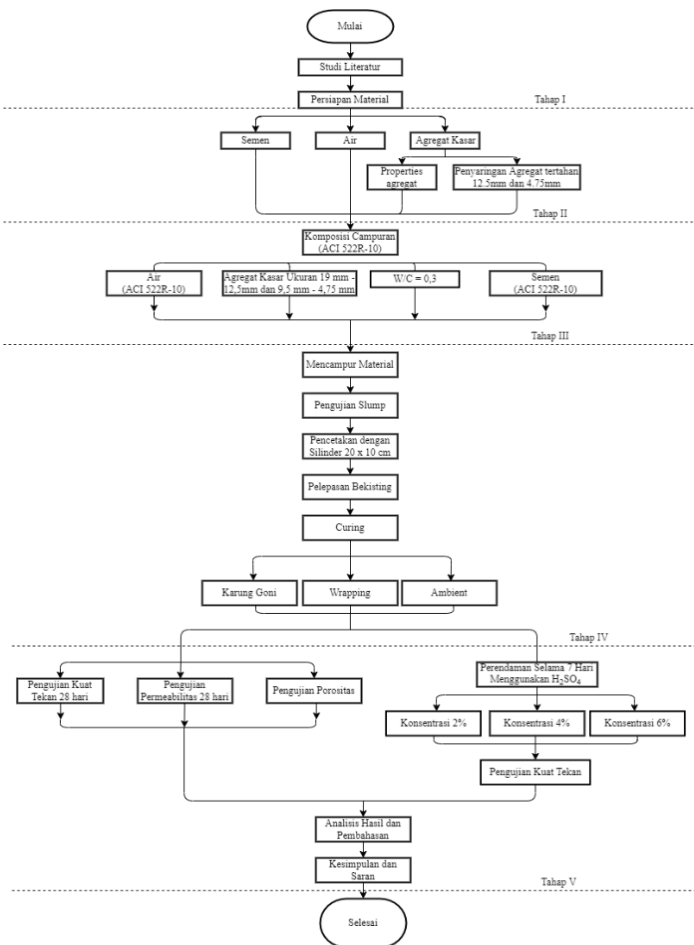 Mulai
Studi Literatur
Persiapan Material
Tahap I
Semen
Air
Agregat Kasar
Properties
agregat
Penyaringan Agregat tertahan
12.5mm dan 4.75mm
Tahap II
Komposisi Campuran
(ACI 522R-10)
Air
(ACI 522R-10)
Agregat Kasar Ukuran 19 mm -
12,5mm dan 9,5 mm - 4,75 mm
W/C = 0,3
Semen
(ACI 522R-10)
Tahap III
Mencampur Material
Pengujian Slump
Pencetakan dengan
Silinder 20 x 10 cm
Pelepasan Bekisting
Curing
Karung Goni
Wrapping
Ambient
Tahap IV
Pengujian Kuat
Tekan 28 hari
Pengujian
Permeabilitas 28 hari
Pengujian Porositas
Perendaman Selama 7 Hari
Menggunakan H₂SO₄
Konsentrasi 2%
Konsentrasi 4%
Konsentrasi 6%
Pengujian Kuat Tekan
Analisis Hasil dan
Pembahasan
Kesimpulan dan
Saran
Tahap V
Selesai